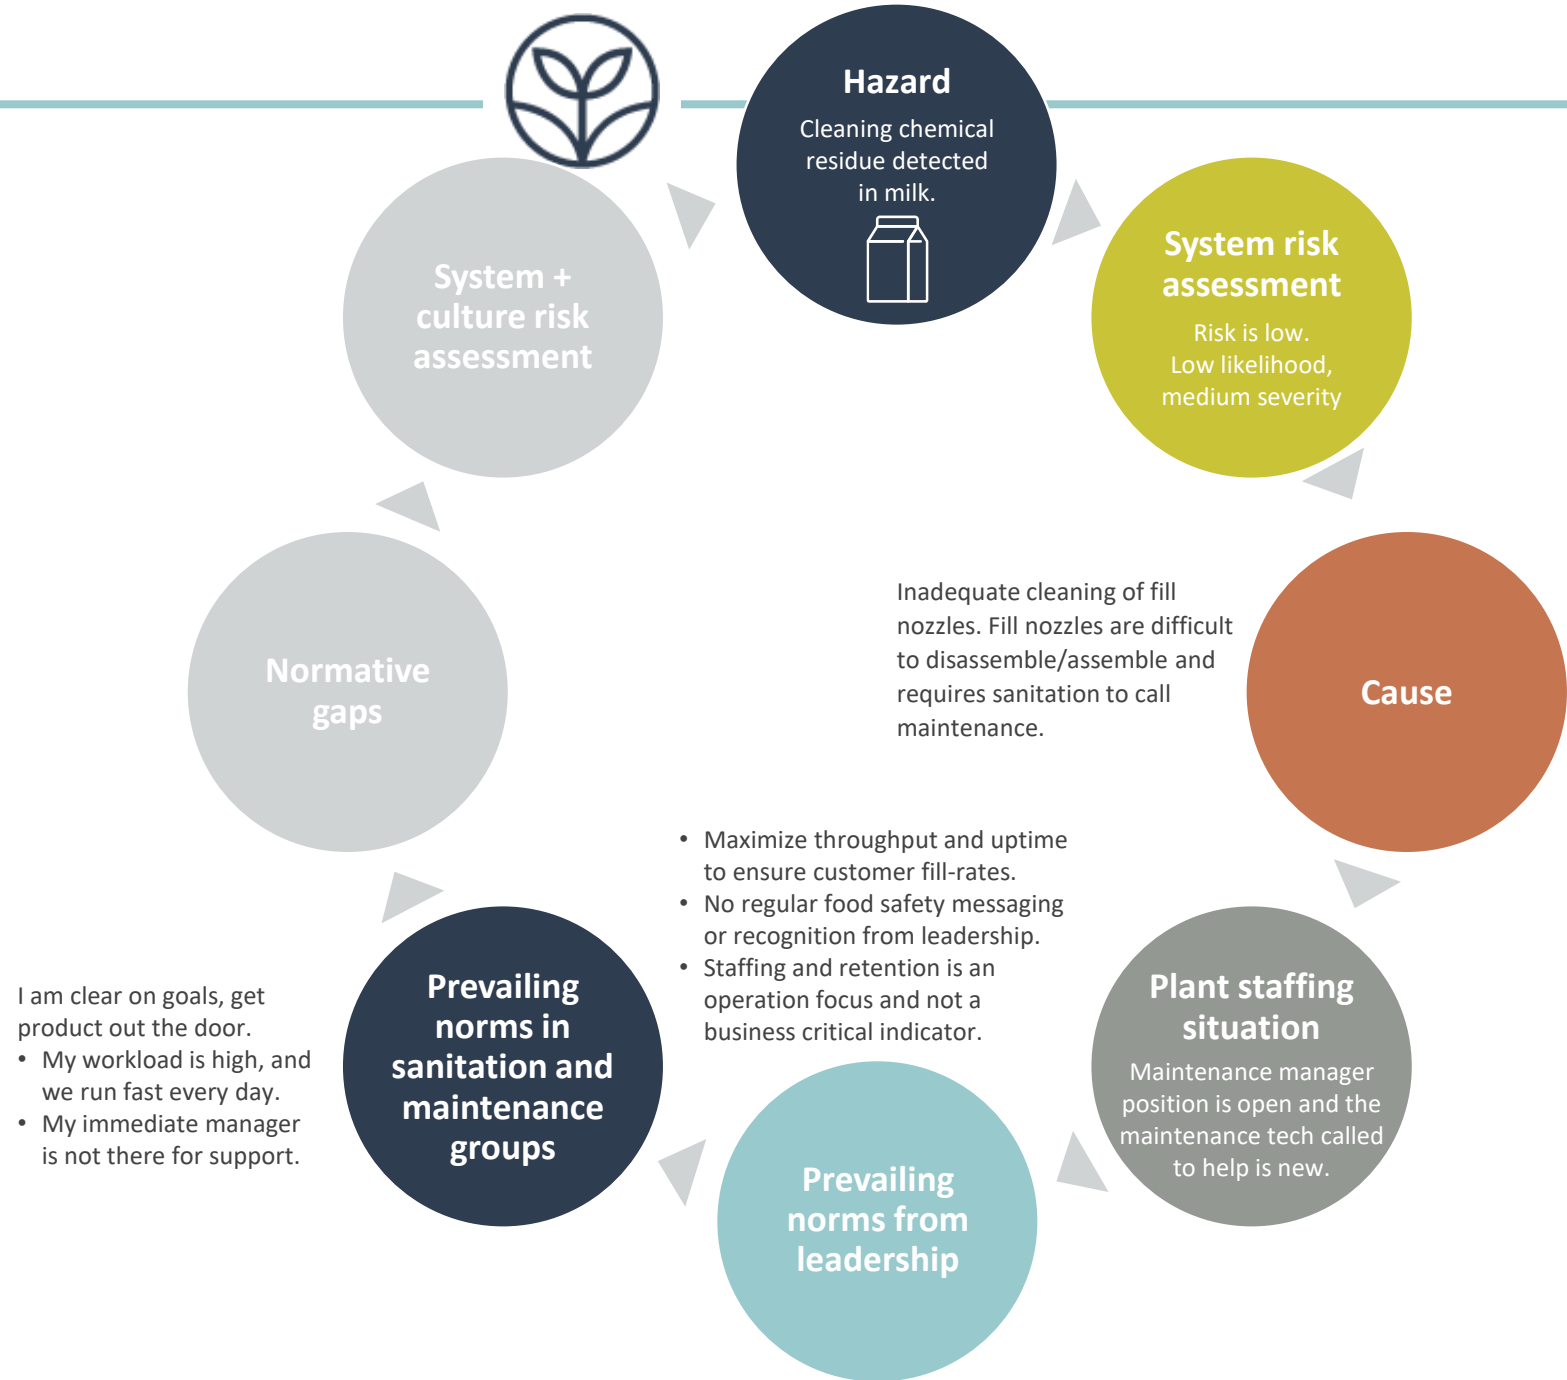 Hazard
Cleaning chemical
residue detected
in milk.
System risk
assessment
Risk is low.
Low likelihood,
medium severity
Cause
Inadequate cleaning of fill
nozzles. Fill nozzles are difficult
to disassemble/assemble and
requires sanitation to call
maintenance.
Plant staffing
situation
Maintenance manager
position is open and the
maintenance tech called
to help is new.
Prevailing
norms from
leadership
• Maximize throughput and uptime
to ensure customer fill-rates.
• No regular food safety messaging
or recognition from leadership.
• Staffing and retention is an
operation focus and not a
business critical indicator.
Prevailing
norms in
sanitation and
maintenance
groups
I am clear on goals, get
product out the door.
• My workload is high, and
we run fast every day.
• My immediate manager
is not there for support.
Normative
gaps
System +
culture risk
assessment